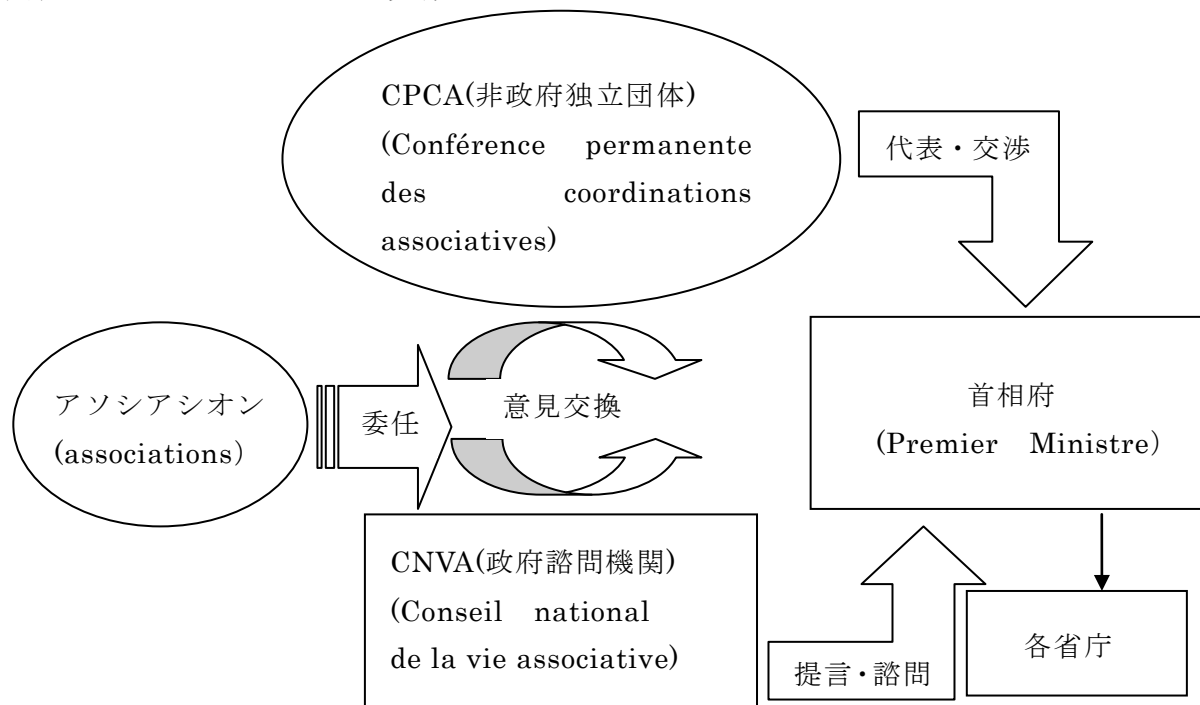 CPCA(非政府独立団体)
(Conférence permanente
des coordinations
associatives)
代表・交渉
アソシアシオン
(associations)
委任
意見交換
首相府
(Premier Ministre)
CNVA(政府諮問機関)
(Conseil national
de la vie associative)
提言・諮問
各省庁